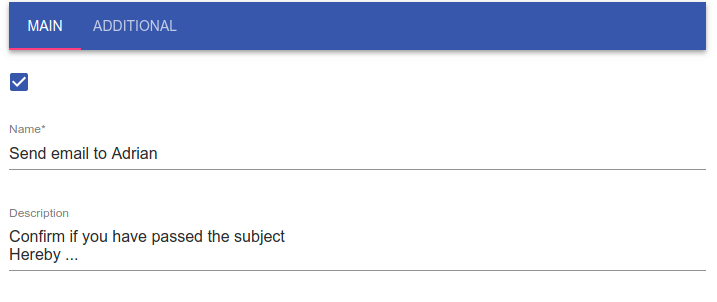 MAIN ADDITIONAL
Name*
Send email to Adrian
Description
Confirm if you have passed the subject
Hereby ...